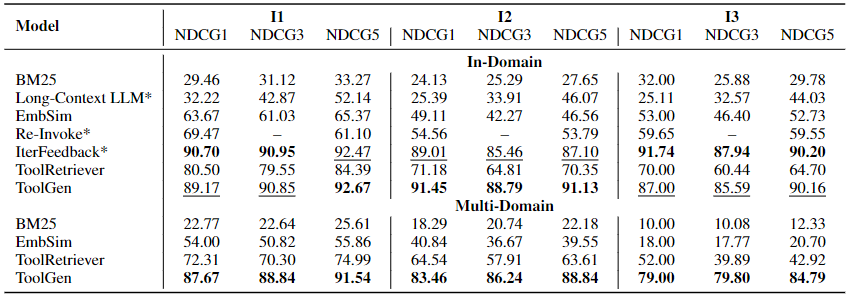 Model I1 I2 I3
NDCG1 NDCG3 NDCG5 NDCG1 NDCG3 NDCG5 NDCG1 NDCG3 NDCG5
In-Domain
BM25 29.46 31.12 33.27 24.13 25.29 27.65 32.00 25.88 29.78
Long-Context LLM* 32.22 42.87 52.14 25.39 33.91 46.07 25.11 32.57 44.03
EmbSim 63.67 61.03 65.37 49.11 42.27 46.56 53.00 46.40 52.73
Re-Invoke* 69.47 – 61.10 54.56 – 53.79 59.65 – 59.55
IterFeedback* 90.70 90.95 92.47 89.01 85.46 87.10 91.74 87.94 90.20
ToolRetriever 80.50 79.55 84.39 71.18 64.81 70.35 70.00 60.44 64.70
ToolGen 89.17 90.85 92.67 91.45 88.79 91.13 87.00 85.59 90.16
Multi-Domain
BM25 22.77 22.64 25.61 18.29 20.74 22.18 10.00 10.08 12.33
EmbSim 54.00 50.82 55.86 40.84 36.67 39.55 18.00 17.77 20.70
ToolRetriever 72.31 70.30 74.99 64.54 57.91 63.61 52.00 39.89 42.92
ToolGen 87.67 88.84 91.54 83.46 86.24 88.84 79.00 79.80 84.79